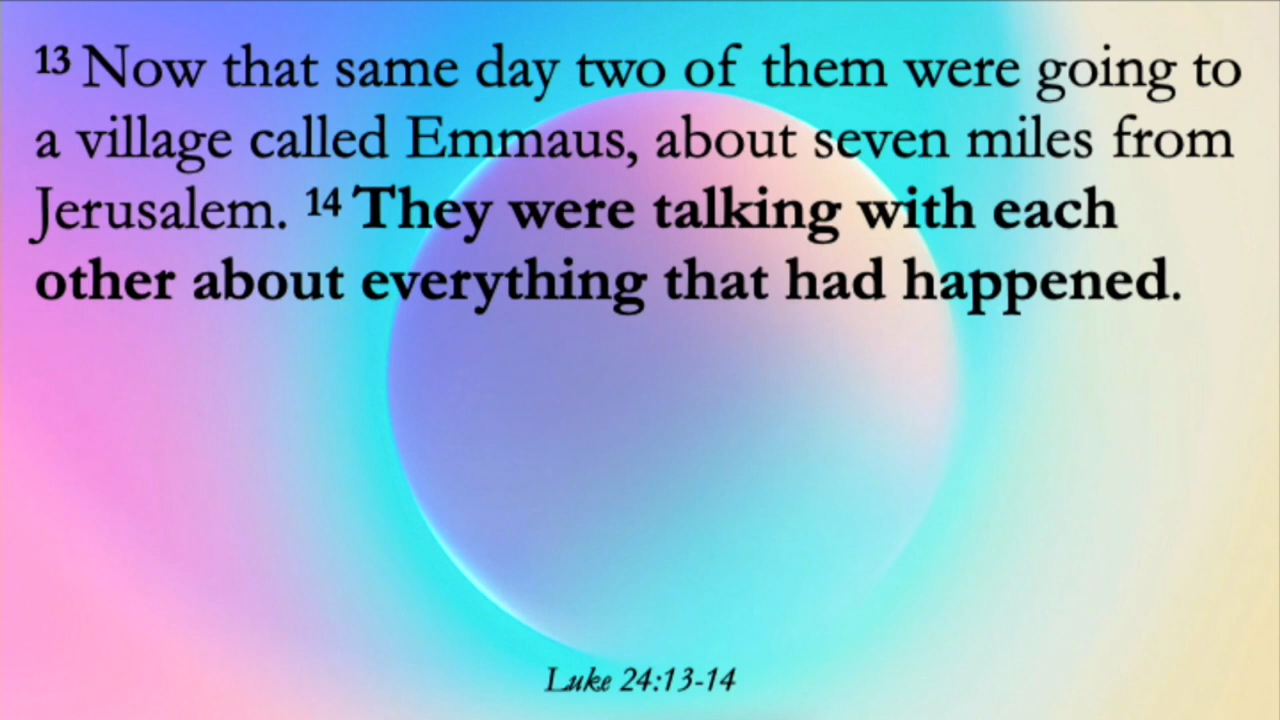 13 Now that same day two of them were going to
a village called Emmaus, about seven miles from
Jerusalem. 14 They were talking with each
other about everything that had happened.
Luke 24:13-14